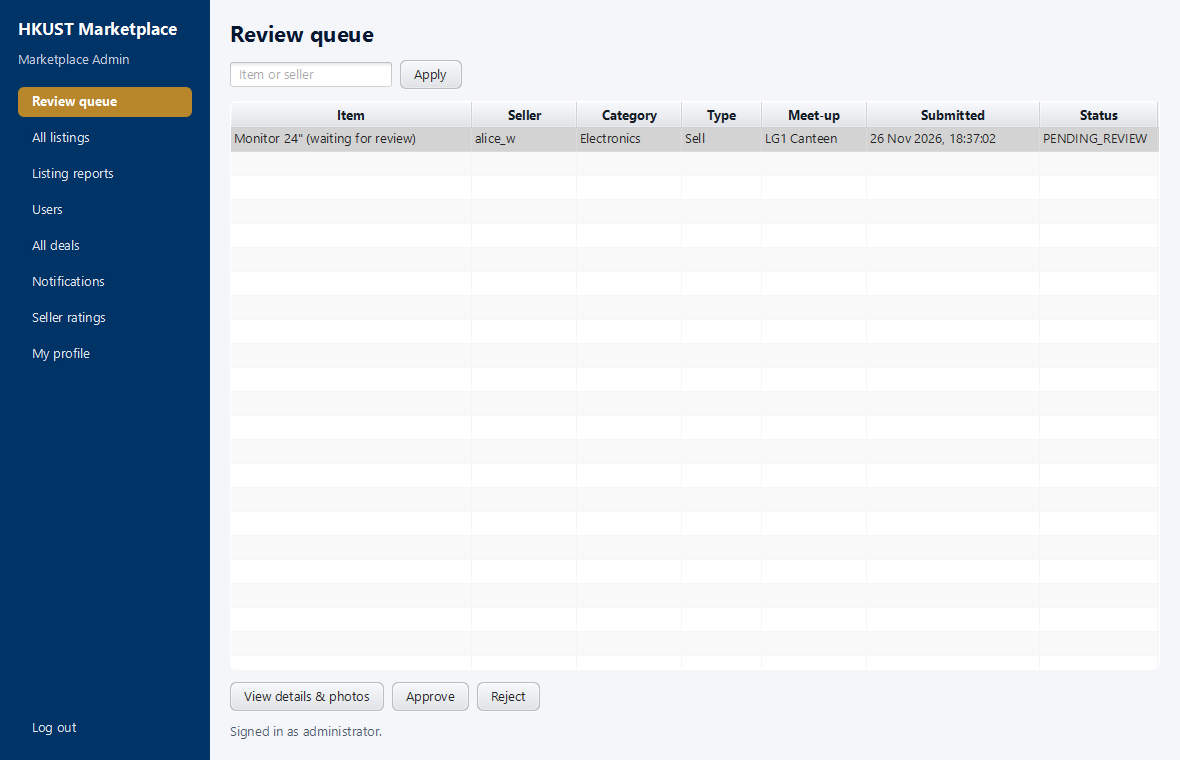 HKUST Marketplace
Marketplace Admin
Review queue
All listings
Listing reports
Users
All deals
Notifications
Seller ratings
My profile
Log out
Review queue
Item or seller
Apply
Item Seller Category Type Meet-up Submitted Status
Monitor 24" (waiting for review) alice_w Electronics Sell LG1 Canteen 26 Nov 2026, 18:37:02 PENDING_REVIEW
View details & photos Approve Reject
Signed in as administrator.